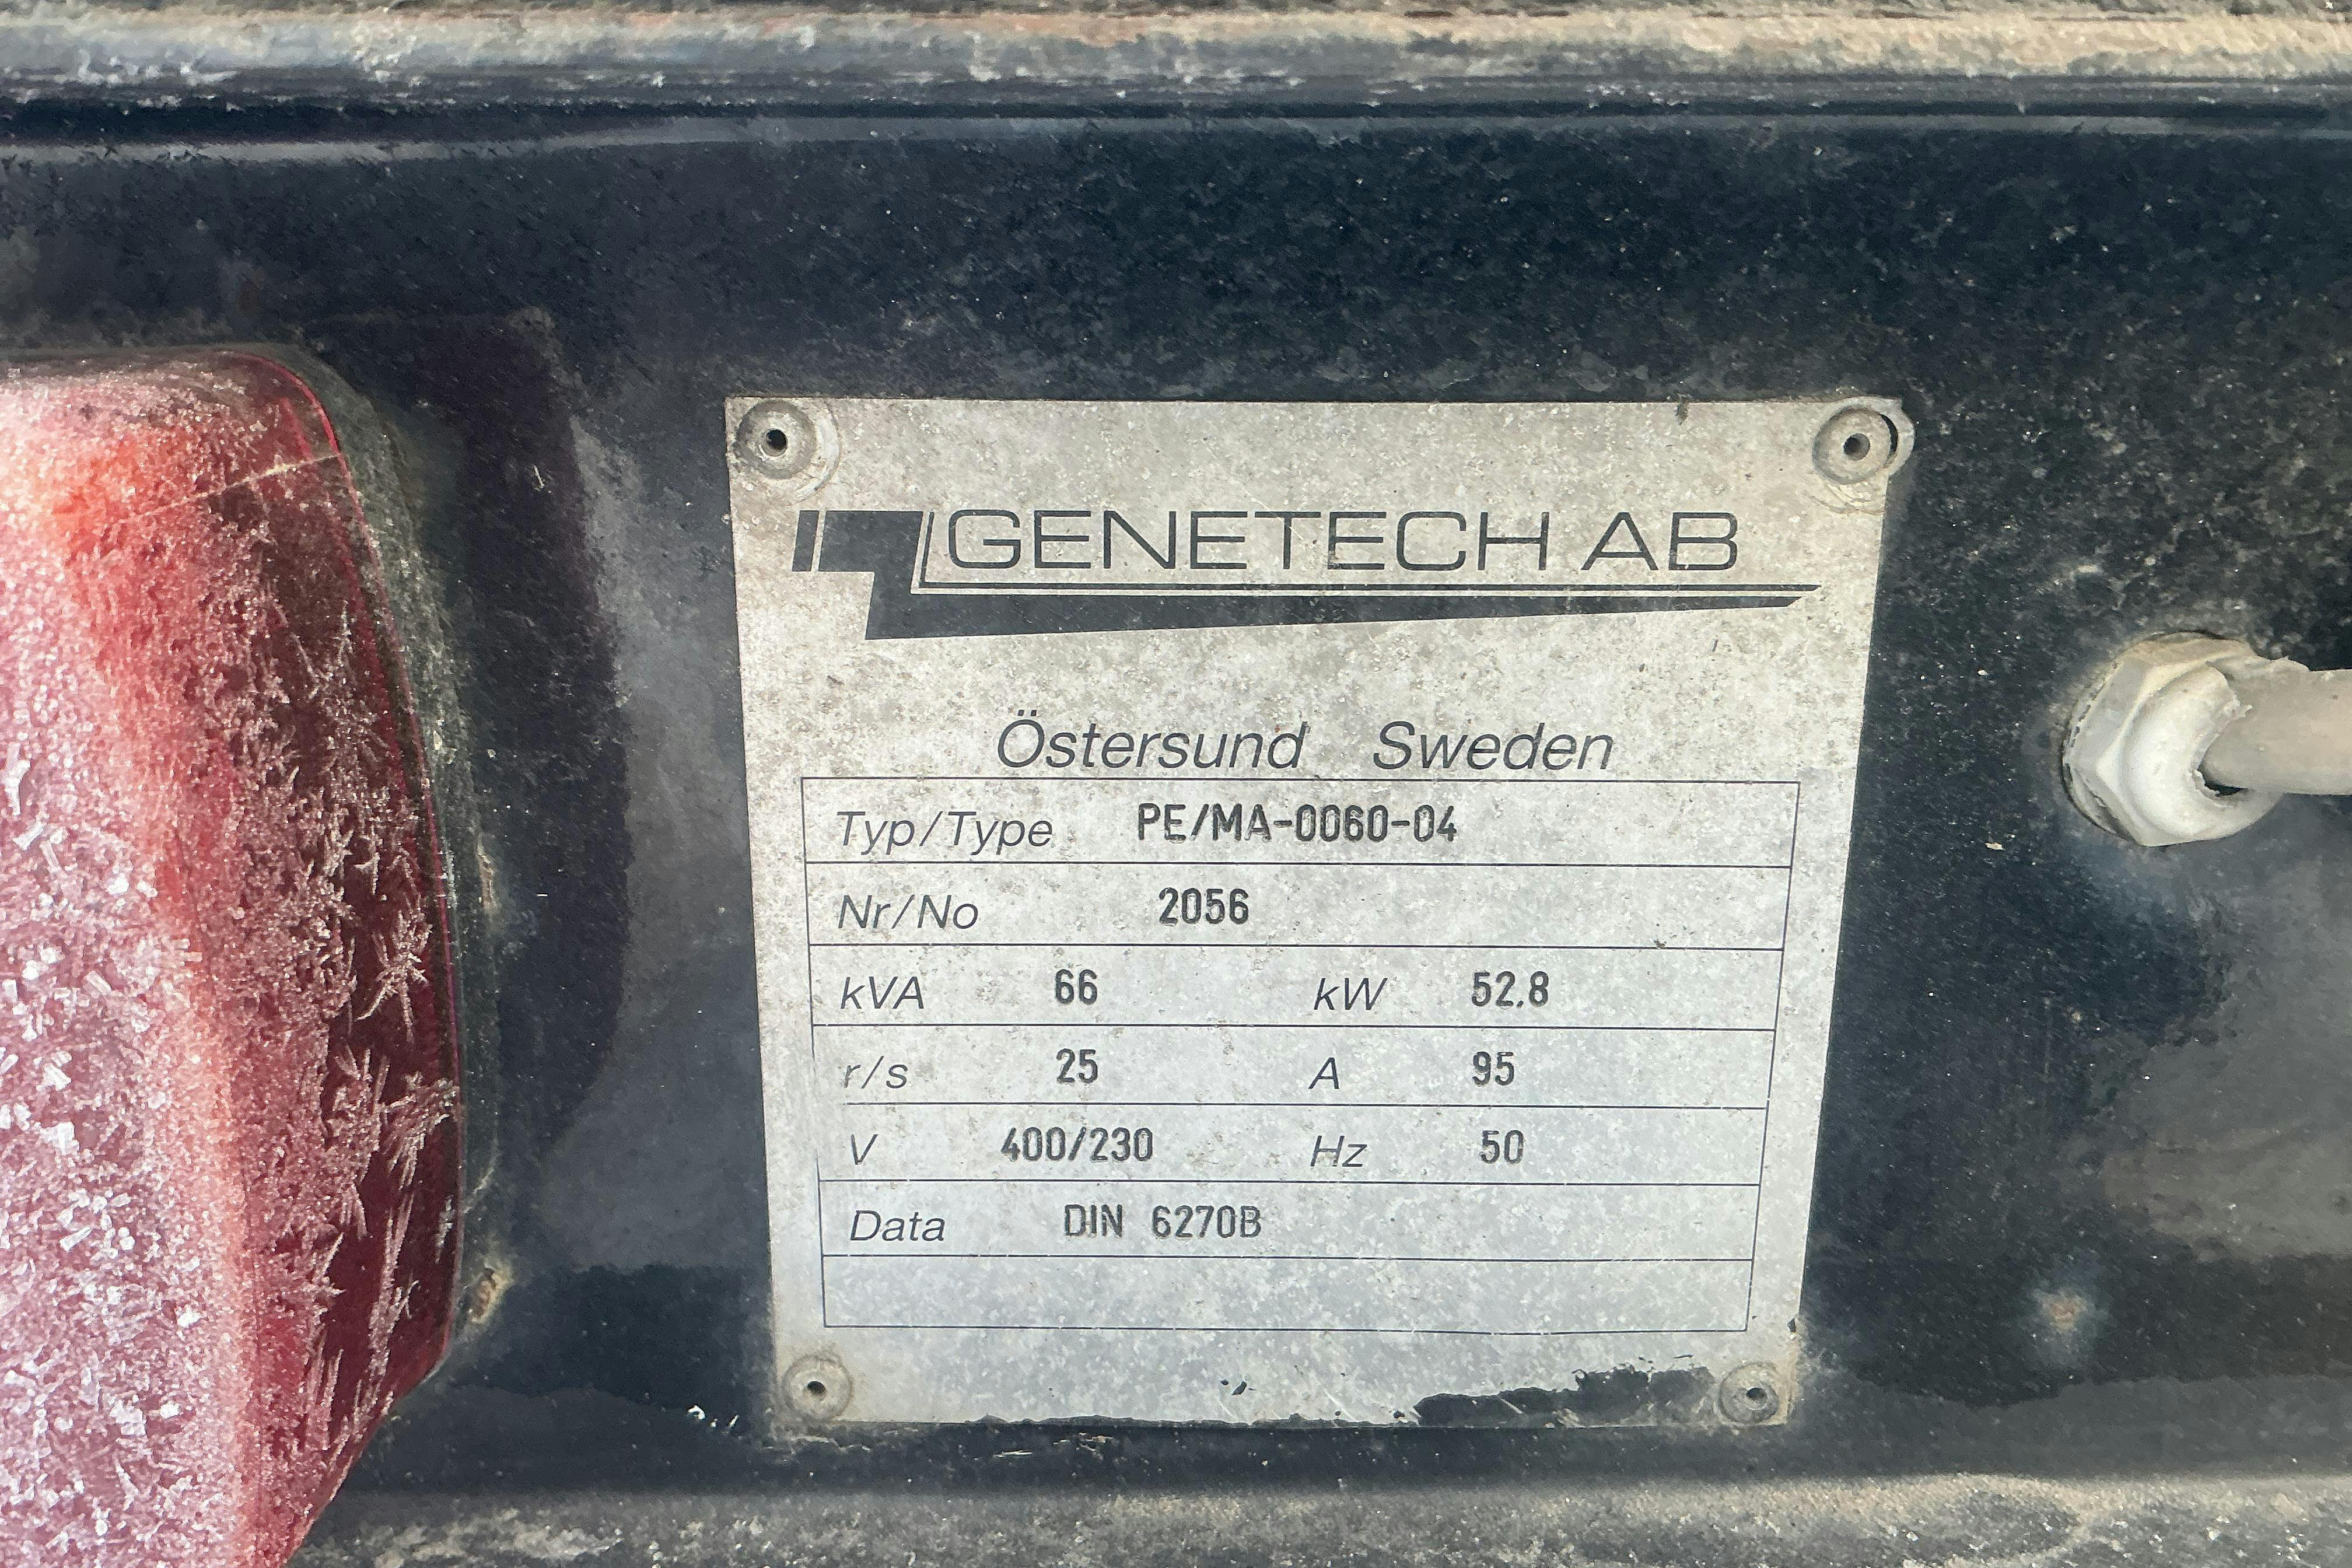 GENETECH AB
Östersund Sweden
Typ/Type PE/MA-0060-04
Nr/No 2056
kVA 66 kW 52.8
r/s 25 A 95
V 400/230 Hz 50
Data DIN 6270B